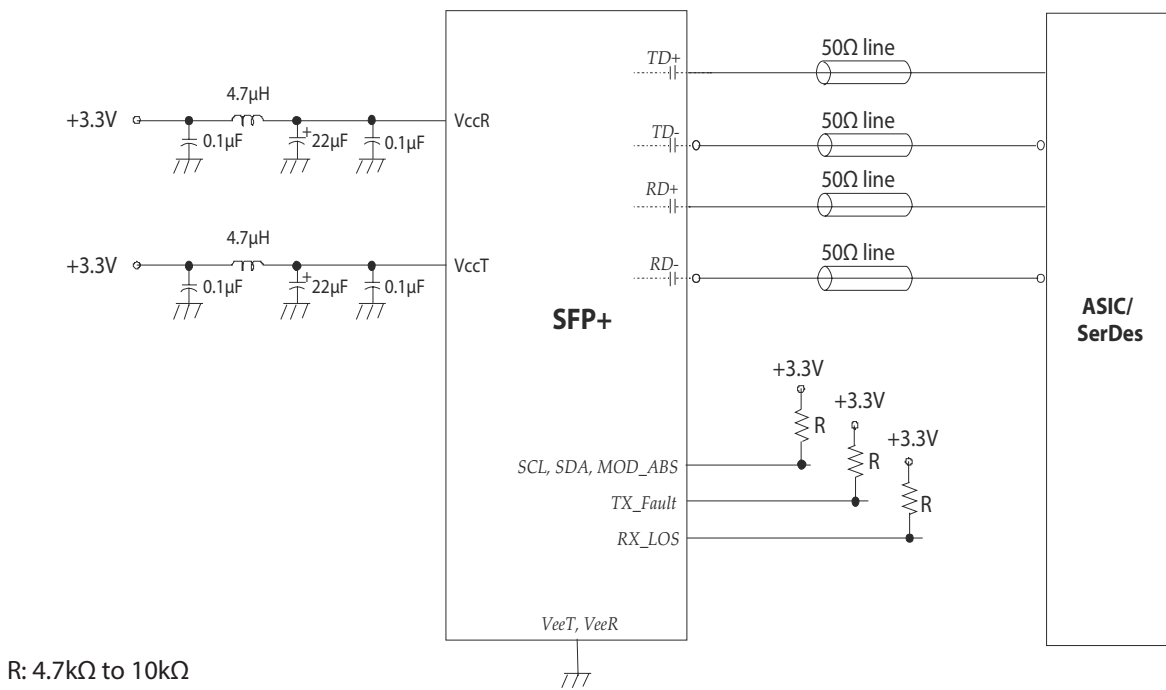 TD+
50Ω line
4.7µH
+3.3V
VccR
0.1µF
+
22µF
0.1µF
TD-
50Ω line
RD+
50Ω line
4.7µH
+3.3V
VccT
0.1µF
+
22µF
0.1µF
RD-
50Ω line
SFP+
ASIC/
SerDes
+3.3V
R
+3.3V
R
+3.3V
R
SCL, SDA, MOD_ABS
TX_Fault
RX_LOS
VeeT, VeeR
R: 4.7kΩ to 10kΩ